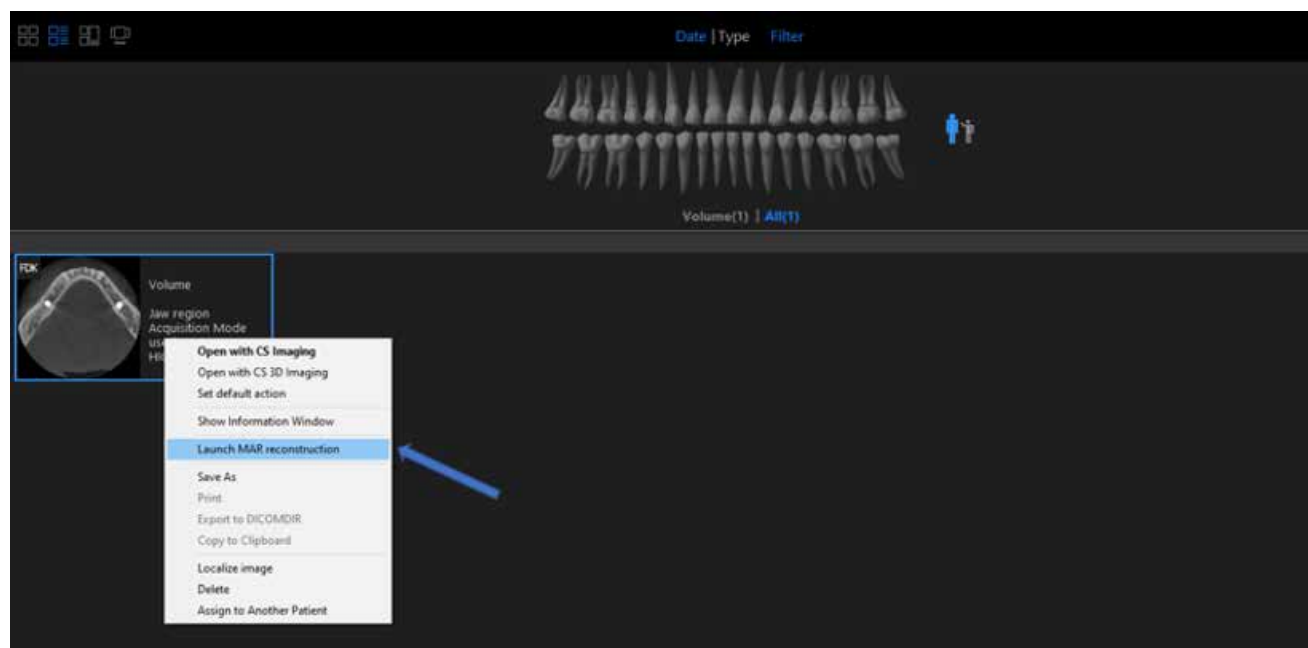 Date | Type Filter
Volume(1) | All(1)
FDK
Volume
Jaw region
Acquisition Mode
Open with CS Imaging
Open with CS 3D Imaging
Set default action
Show Information Window
Launch MAR reconstruction
Save As
Print
Export to DICOMDIR
Copy to Clipboard
Localize image
Delete
Assign to Another Patient